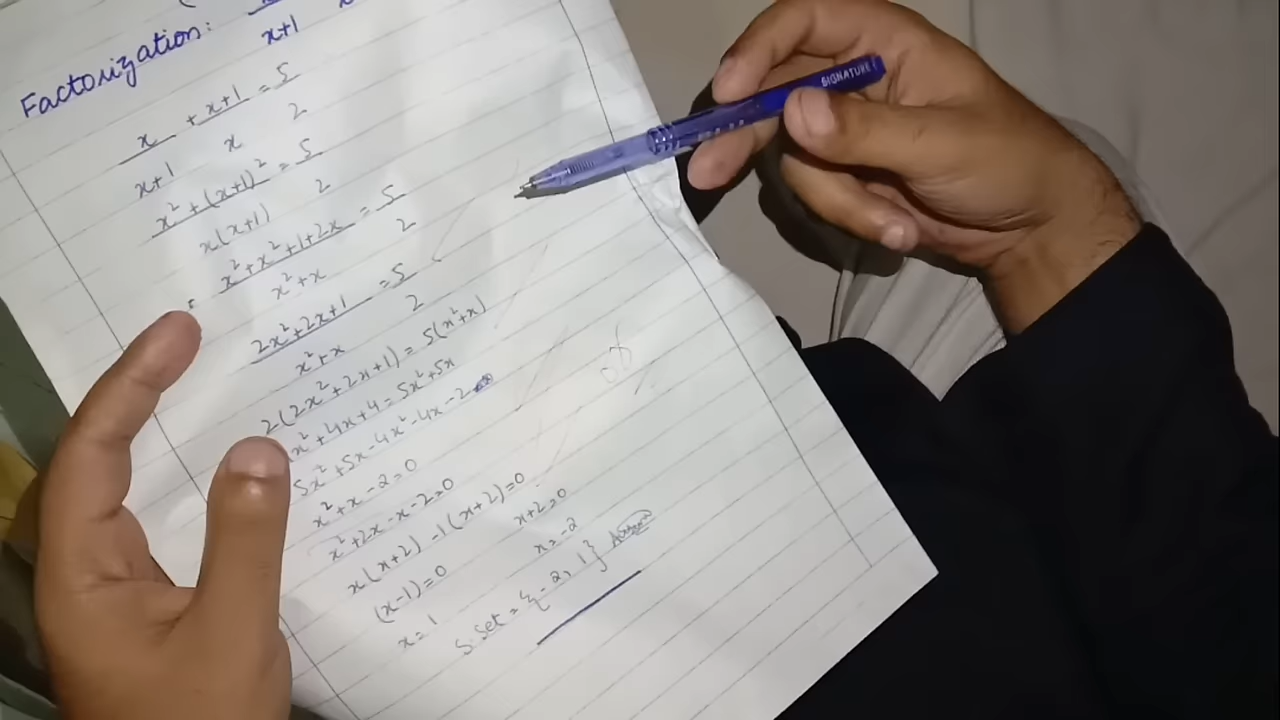 Factorization:
x+1
x/x+1 + x+1/x = 5/2
x²+(x+1)²/x(x+1) = 5/2
x²+x²+1+2x/x²+x = 5/2
2x²+2x+1/x²+x = 5/2
2(2x²+2x+1) = 5(x²+x)
x²+4x+4 = 5x²+5x
5x²+5x-4x²-4x-2
x²+x-2=0
x²+2x-x-2=0
x(x+2) -1(x+2)=0
(x-1)=0 x+2=0
x=1 x=-2
S.Set = {-2, 1}
SIGNATURE